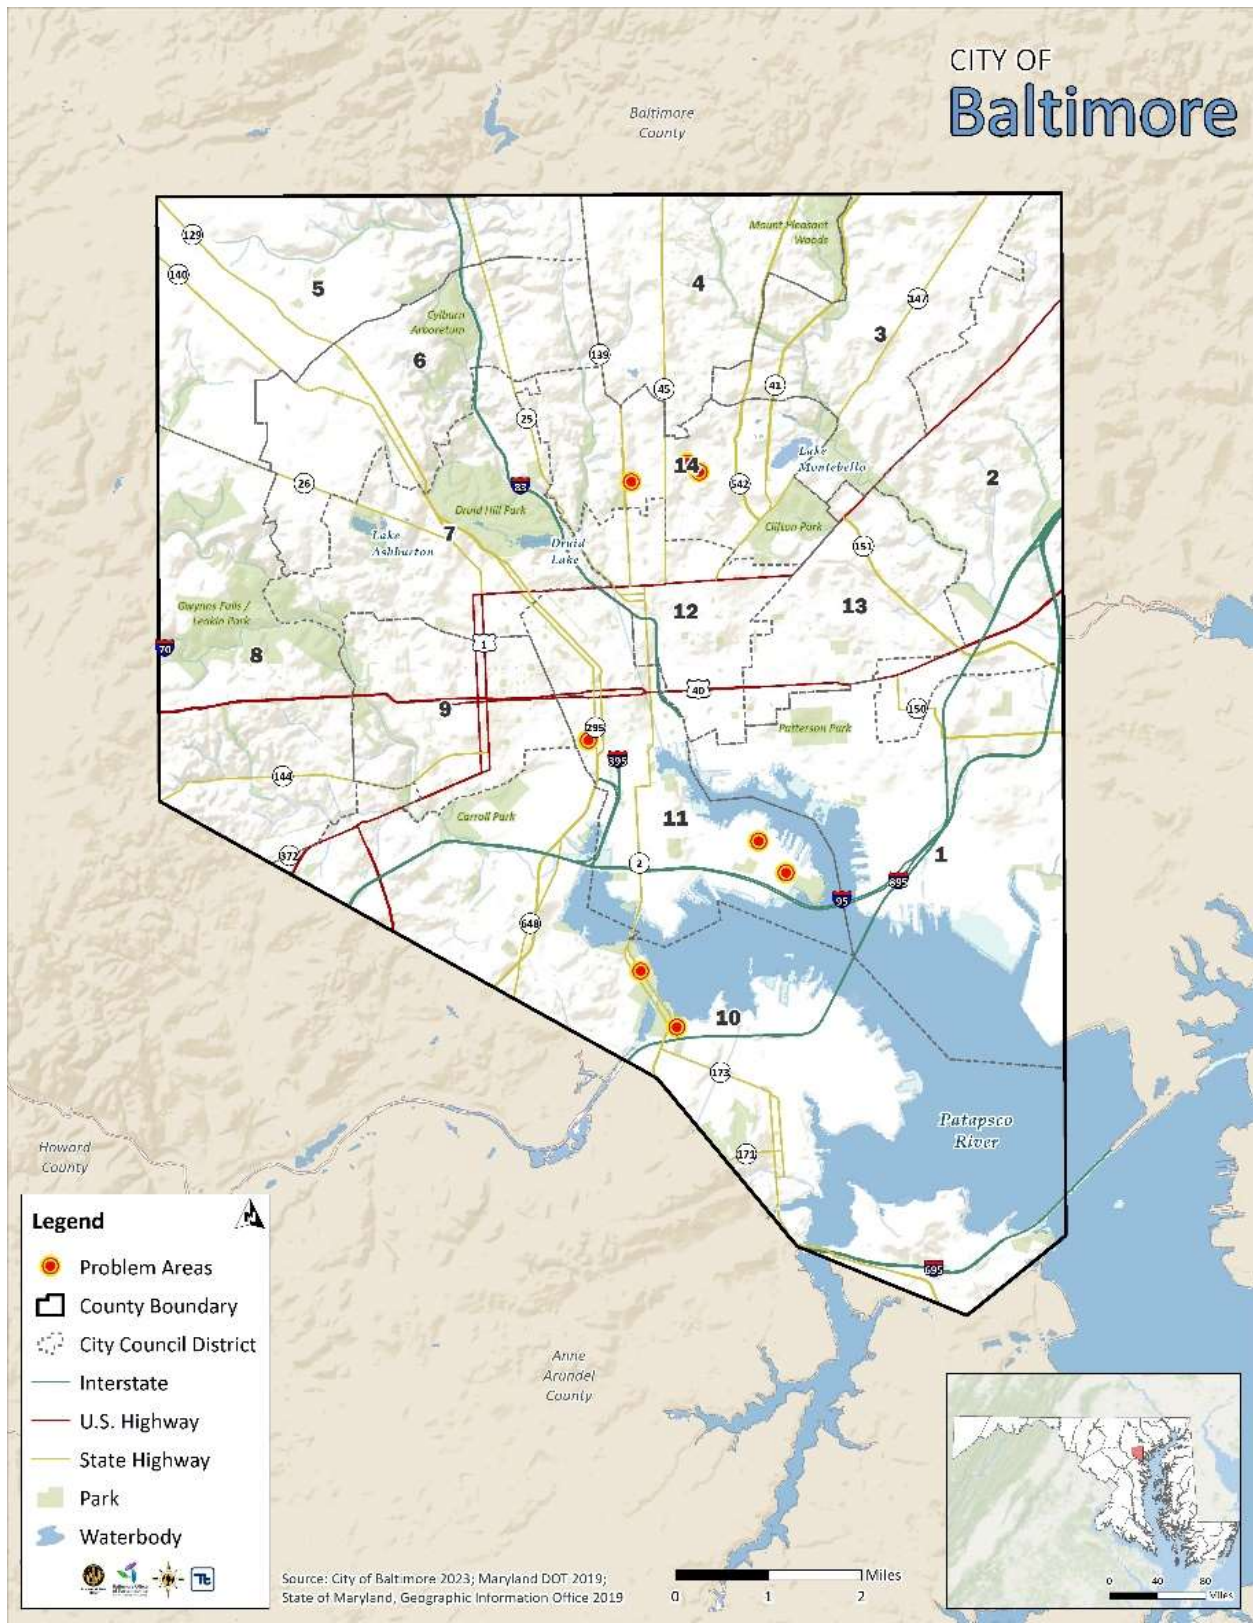 CITY OF
Baltimore
Baltimore
County
Mount Pleasant
Woods
129
140
5
4
147
Cylburn
Arboretum
6
3
139
45
41
25
14
Lake
Montebello
2
26
83
542
Druid Hill Park
Clifton Park
7
Lake
Ashburton
Druid
Lake
151
Gwynns Falls /
Leakin Park
12
13
70
8
1
40
9
295
150
Patterson Park
395
144
Carroll Park
11
372
2
1
895
95
648
10
173
Patapsco
River
Howard
County
171
695
Legend
N
Problem Areas
County Boundary
City Council District
Interstate
U.S. Highway
State Highway
Park
Waterbody
Anne
Arundel
County
Source: City of Baltimore 2023; Maryland DOT 2019;
State of Maryland, Geographic Information Office 2019
Miles
0 1 2
0 40 80
Miles